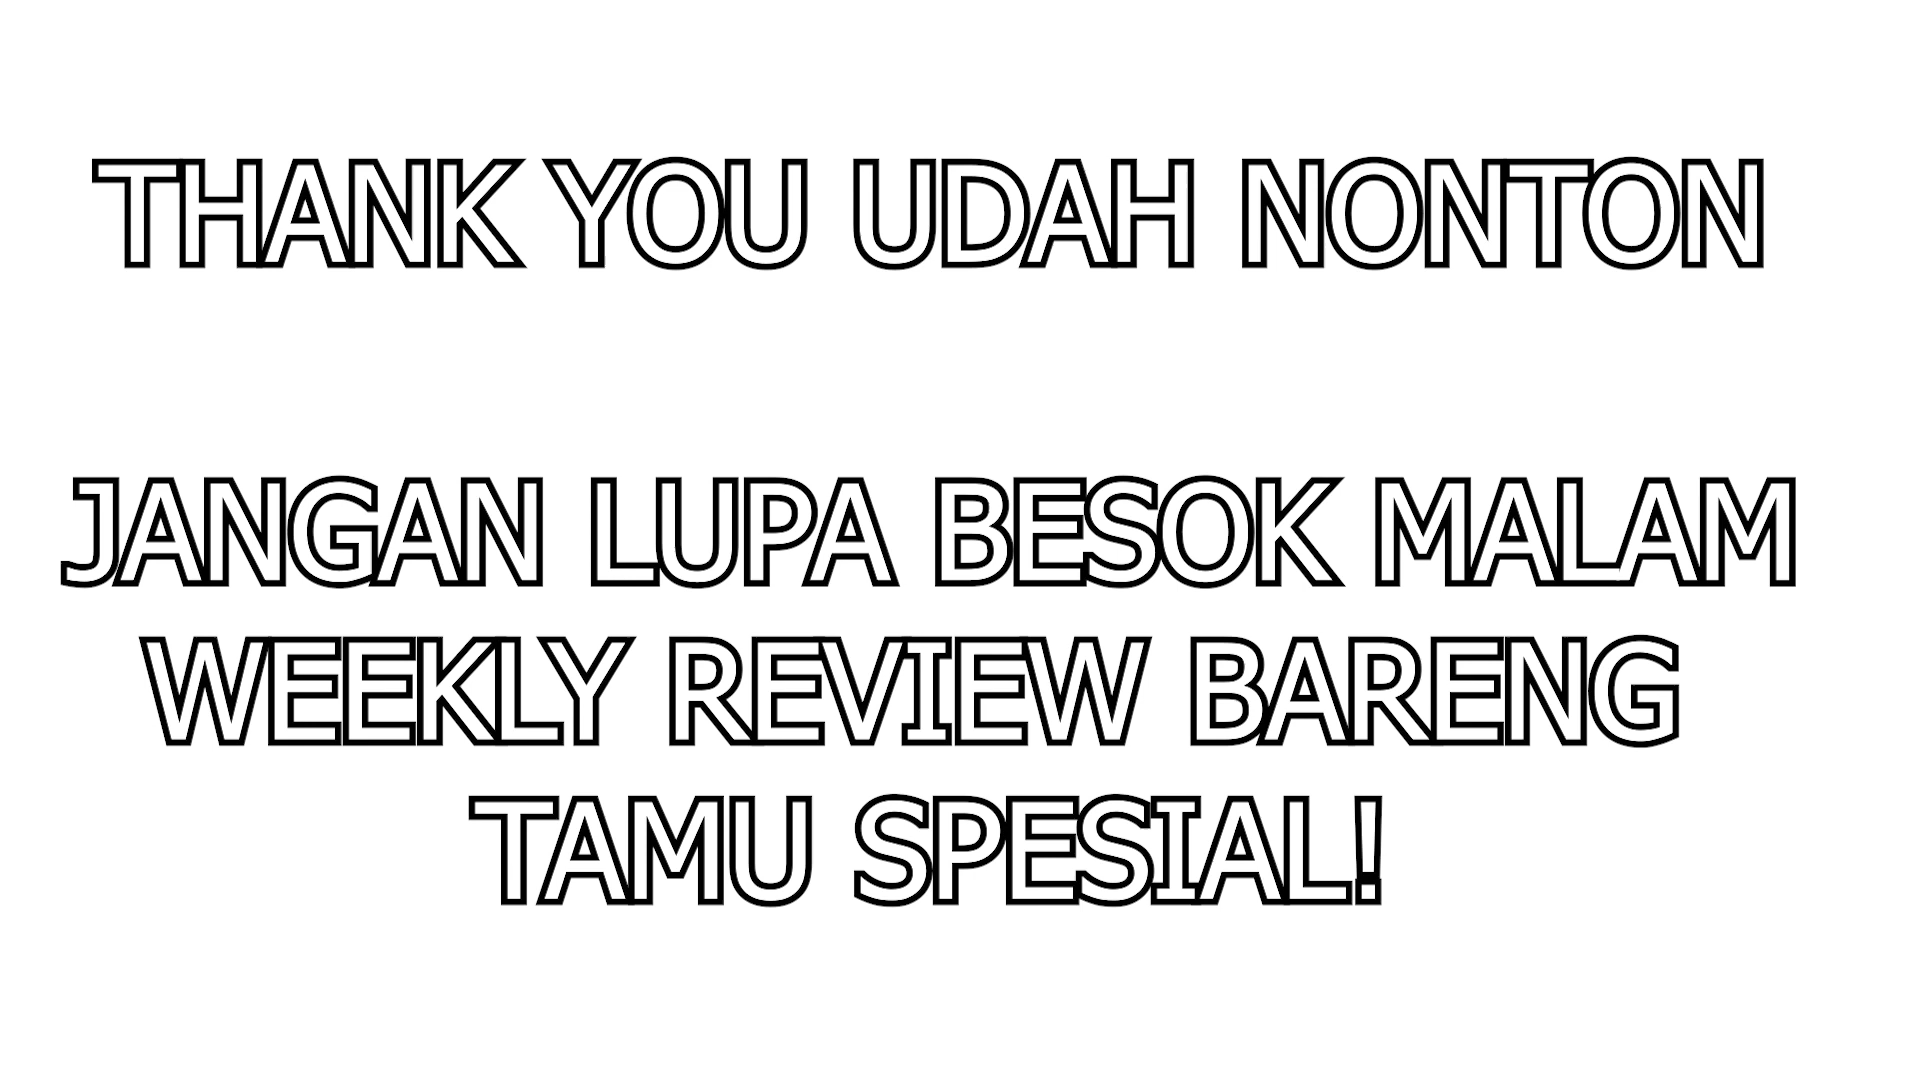 THANK YOU UDAH NONTON
JANGAN LUPA BESOK MALAM
WEEKLY REVIEW BARENG
TAMU SPESIAL!